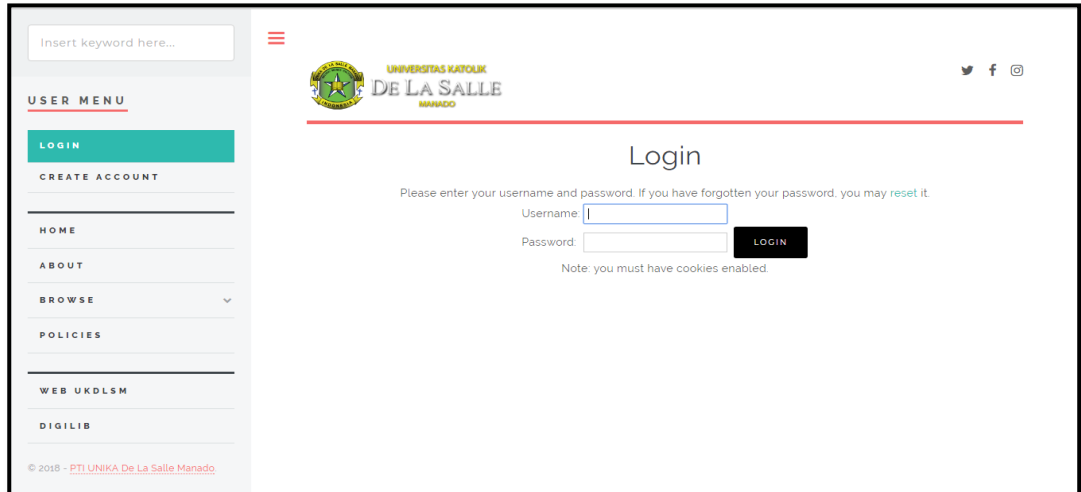 Insert keyword here...
USER MENU
LOGIN
CREATE ACCOUNT
HOME
ABOUT
BROWSE
POLICIES
WEB UKDLSM
DIGILIB
© 2018 - PTI UNIKA De La Salle Manado.
UNIVERSITAS KATOLIK
DE LA SALLE
MANADO
Login
Please enter your username and password. If you have forgotten your password, you may reset it.
Username:
Password:
LOGIN
Note: you must have cookies enabled.